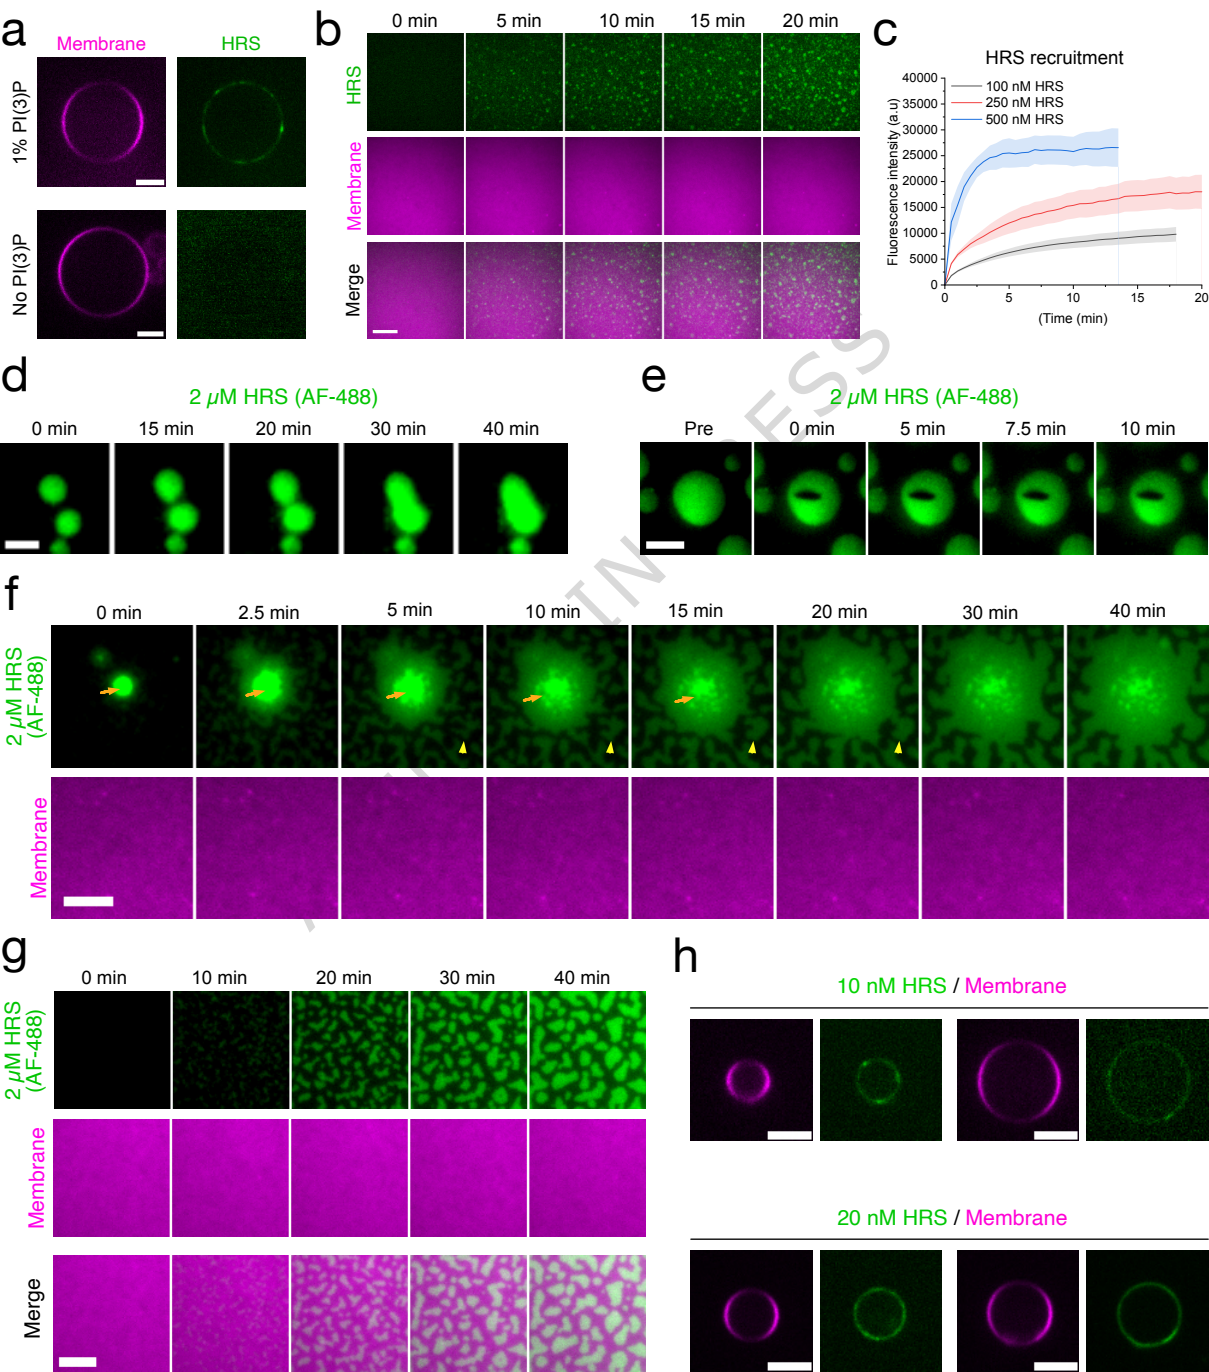 a
Membrane
HRS
1% PI(3)P
No PI(3)P
b
0 min
5 min
10 min
15 min
20 min
HRS
Membrane
Merge
c
HRS recruitment
100 nM HRS
250 nM HRS
500 nM HRS
Fluorescence intensity (a.u)
40000
35000
30000
25000
20000
15000
10000
5000
0
0
5
10
15
20
(Time (min)
d
2 µM HRS (AF-488)
0 min
15 min
20 min
30 min
40 min
e
2 µM HRS (AF-488)
Pre
0 min
5 min
7.5 min
10 min
f
0 min
2.5 min
5 min
10 min
15 min
20 min
30 min
40 min
2 µM HRS
(AF-488)
Membrane
g
0 min
10 min
20 min
30 min
40 min
2 µM HRS
(AF-488)
Membrane
Merge
h
10 nM HRS / Membrane
20 nM HRS / Membrane